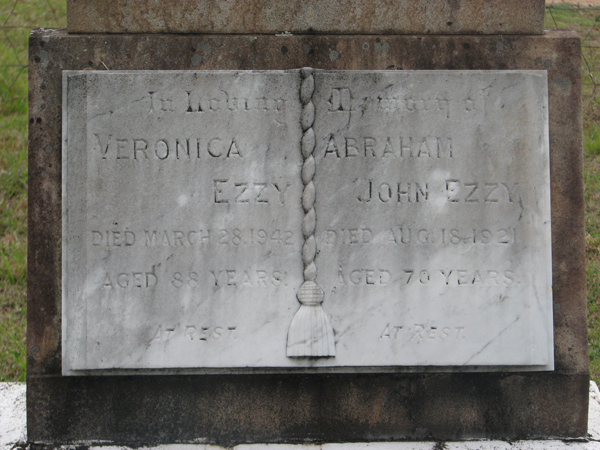 In Loving Memory of
VERONICA
EZZY
DIED MARCH 28.1942
AGED 88 YEARS.
AT REST.
ABRAHAM
JOHN EZZY
DIED AUG.18.1921
AGED 70 YEARS.
AT REST.